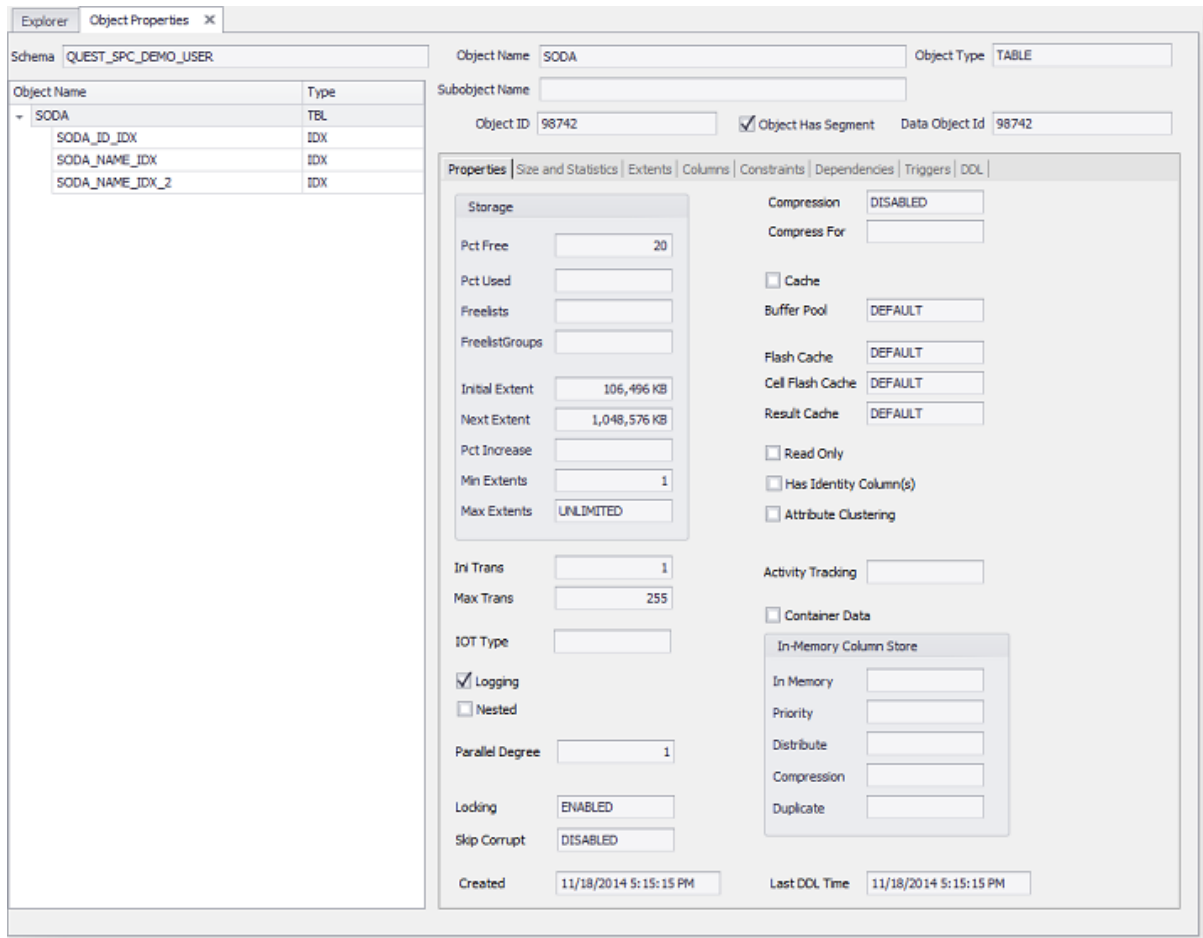 Explorer Object Properties X
Schema QUEST_SPC_DEMO_USER
Object Name Type
SODA TBL
SODA_ID_IDX IDX
SODA_NAME_IDX IDX
SODA_NAME_IDX_2 IDX
Object Name SODA Object Type TABLE
Subobject Name
Object ID 98742 Object Has Segment Data Object Id 98742
Properties Size and Statistics Extents Columns Constraints Dependencies Triggers DDL
Storage
Pct Free 20
Pct Used
Freelists
FreelistGroups
Initial Extent 106,496 KB
Next Extent 1,048,576 KB
Pct Increase
Min Extents 1
Max Extents UNLIMITED
Ini Trans 1
Max Trans 255
IOT Type
Logging
Nested
Parallel Degree 1
Locking ENABLED
Skip Corrupt DISABLED
Created 11/18/2014 5:15:15 PM
Compression DISABLED
Compress For
Cache
Buffer Pool DEFAULT
Flash Cache DEFAULT
Cell Flash Cache DEFAULT
Result Cache DEFAULT
Read Only
Has Identity Column(s)
Attribute Clustering
Activity Tracking
Container Data
In-Memory Column Store
In Memory
Priority
Distribute
Compression
Duplicate
Last DDL Time 11/18/2014 5:15:15 PM